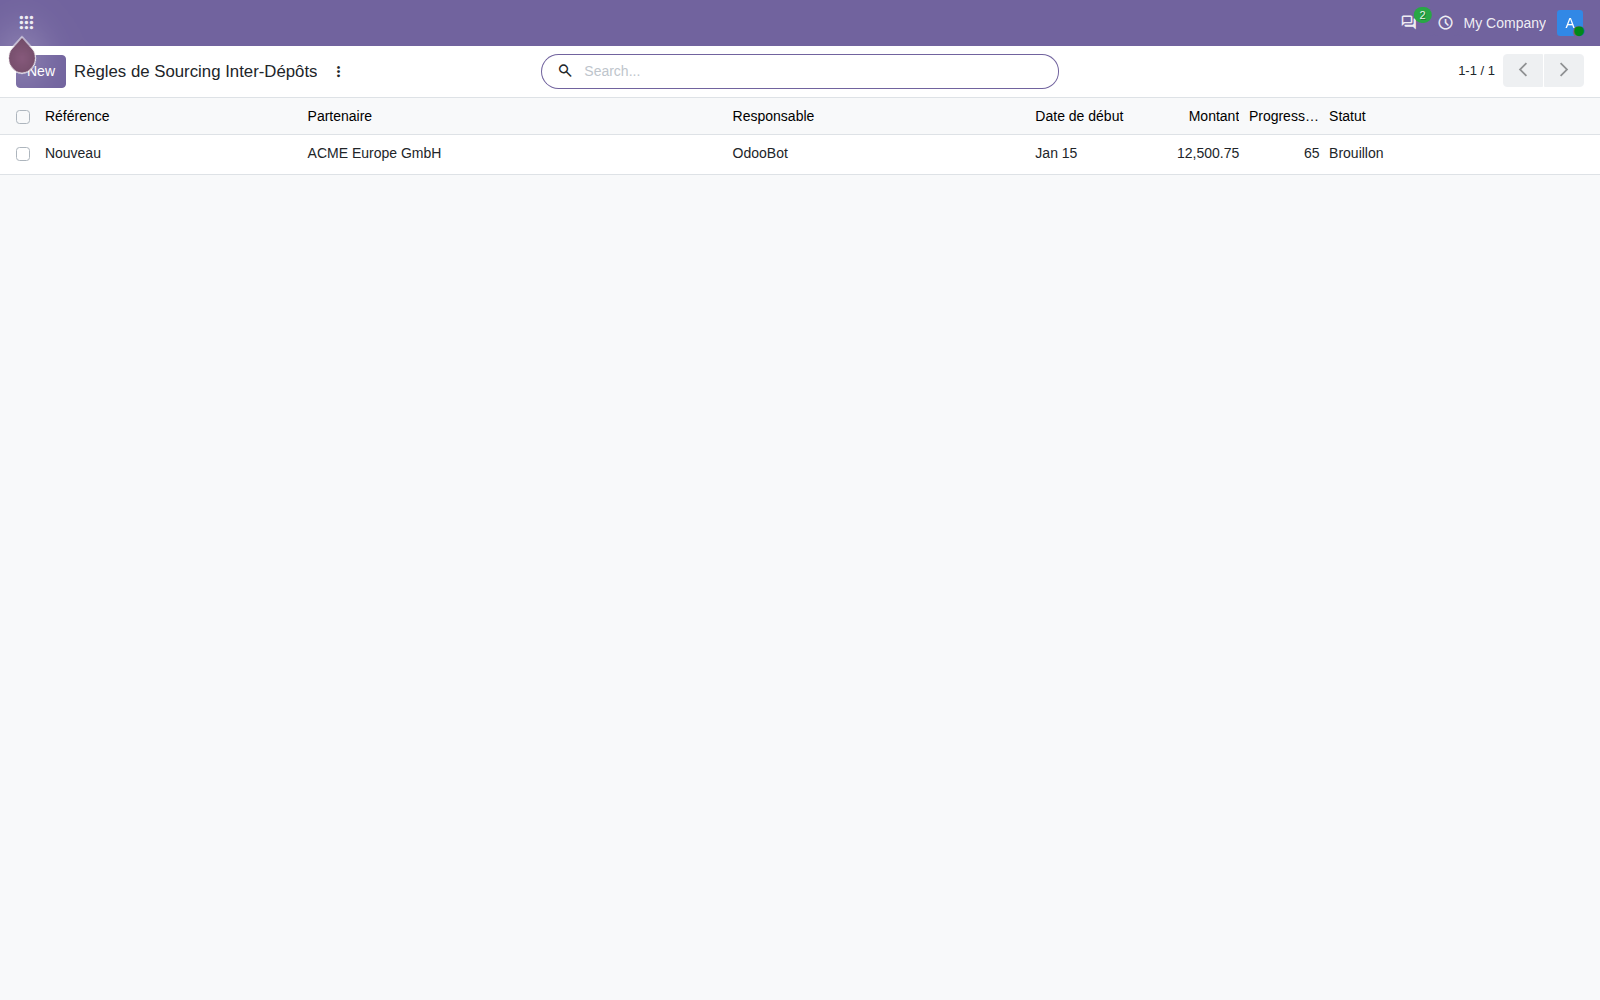 2
My Company
A
New
Règles de Sourcing Inter-Dépôts
Search...
1-1 / 1
Référence Partenaire Responsable Date de début Montant Progress… Statut
Nouveau ACME Europe GmbH OdooBot Jan 15 12,500.75 65 Brouillon